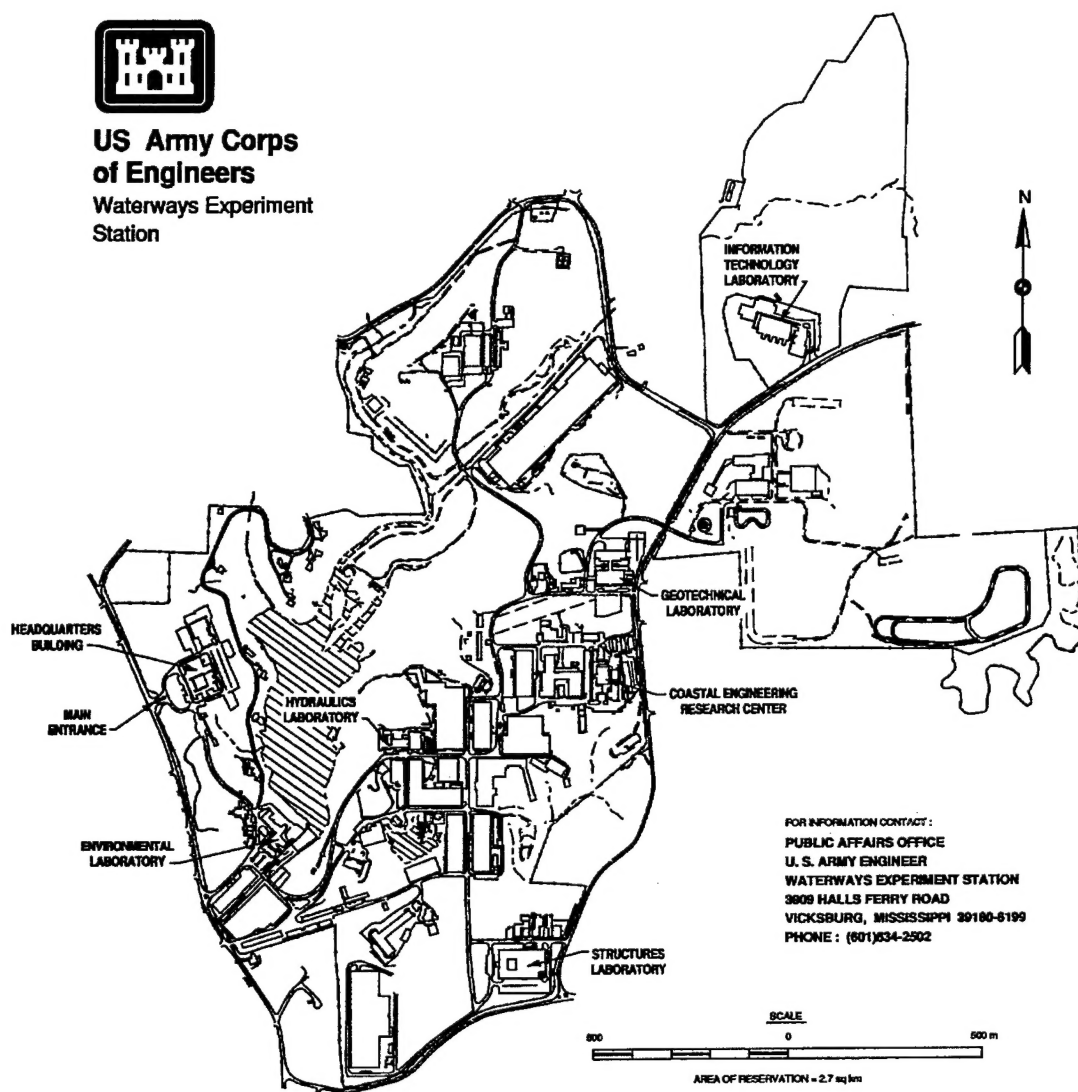 US Army Corps
of Engineers
Waterways Experiment
Station
N
INFORMATION
TECHNOLOGY
LABORATORY
GEOTECHNICAL
LABORATORY
HEADQUARTERS
BUILDING
MAIN
ENTRANCE
HYDRAULICS
LABORATORY
COASTAL ENGINEERING
RESEARCH CENTER
ENVIRONMENTAL
LABORATORY
STRUCTURES
LABORATORY
FOR INFORMATION CONTACT :
PUBLIC AFFAIRS OFFICE
U. S. ARMY ENGINEER
WATERWAYS EXPERIMENT STATION
3909 HALLS FERRY ROAD
VICKSBURG, MISSISSIPPI 39180-6199
PHONE : (601)634-2502
SCALE
500 0 500 m
AREA OF RESERVATION = 2.7 sq km